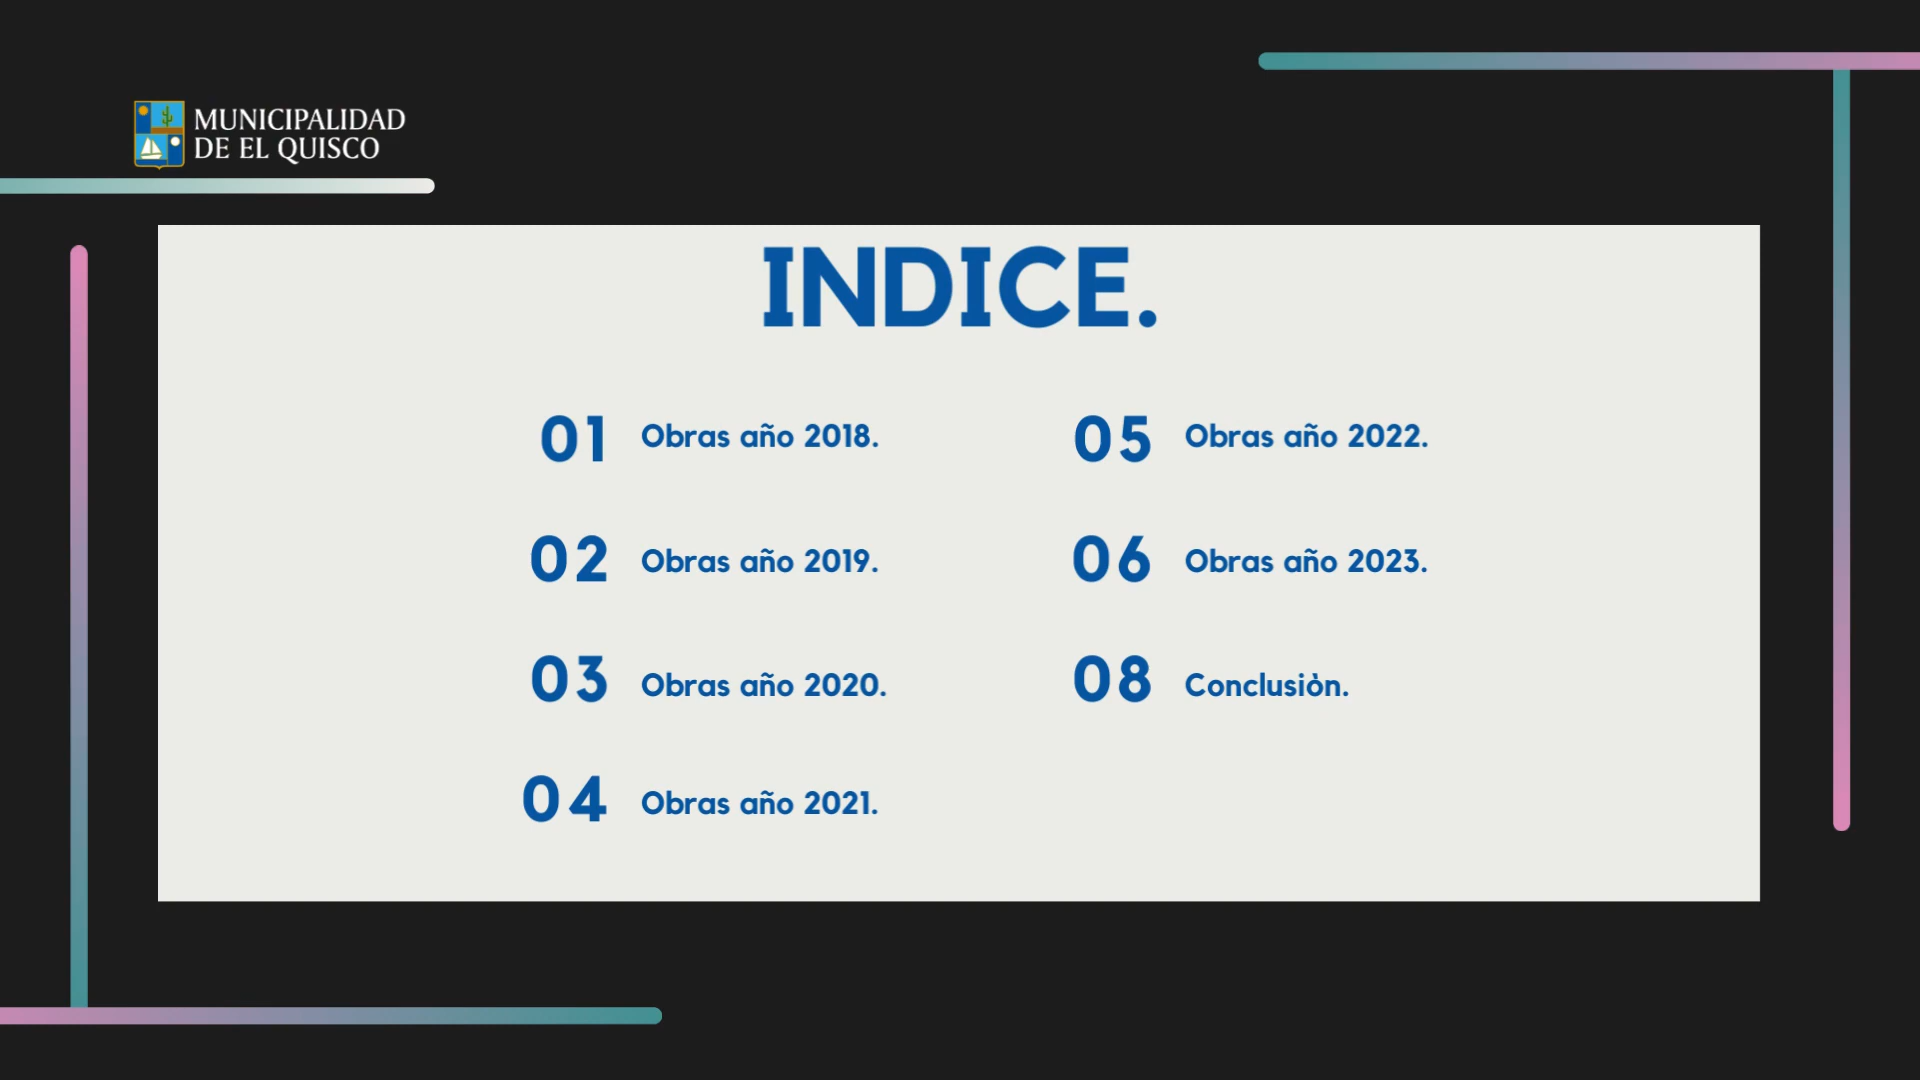 MUNICIPALIDAD
DE EL QUISCO
INDICE.
01 Obras año 2018.
02 Obras año 2019.
03 Obras año 2020.
04 Obras año 2021.
05 Obras año 2022.
06 Obras año 2023.
08 Conclusiòn.